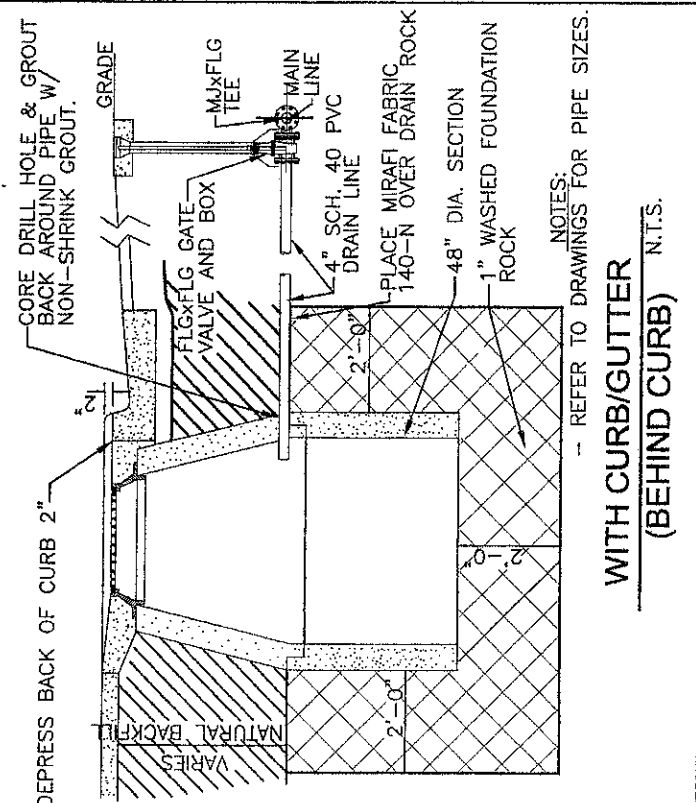 DEPRESS BACK OF CURB 2"
2"
CORE DRILL HOLE & GROUT
BACK AROUND PIPE W/
NON-SHRINK GROUT.
GRADE
FLGxFLG GATE
VALVE AND BOX
MJxFLG
TEE
MAIN
LINE
4" SCH. 40 PVC
DRAIN LINE
PLACE MIRAFI FABRIC
140-N OVER DRAIN ROCK
48" DIA. SECTION
1" WASHED FOUNDATION
ROCK
VARIES
NATURAL BACKFILL
2'-0"
2'-0"
2'-0"
NOTES:
- REFER TO DRAWINGS FOR PIPE SIZES.
WITH CURB/GUTTER
(BEHIND CURB) N.T.S.